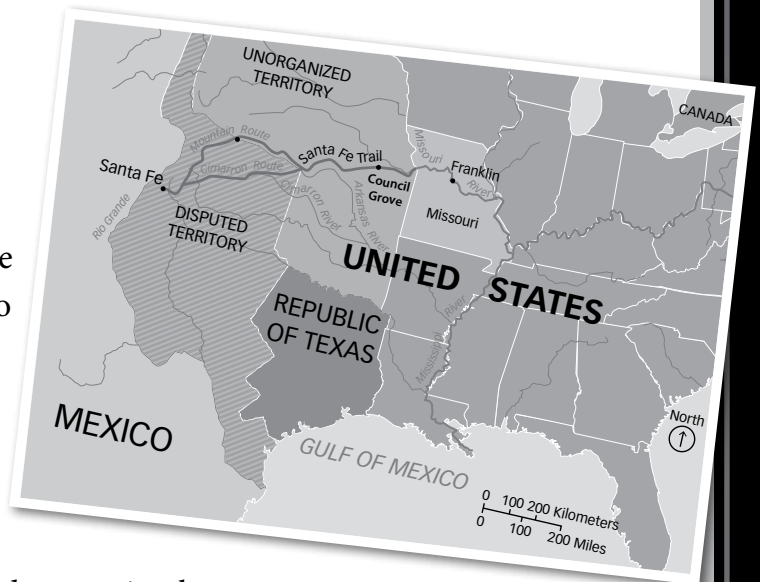 UNORGANIZED
TERRITORY
CANADA
Mountain Route
Santa Fe Trail
Missouri
River
Franklin
Santa Fe
Cimarron Route
Council
Grove
Cimarron River
Arkansas River
Missouri
Rio Grande
DISPUTED
TERRITORY
UNITED STATES
REPUBLIC
OF TEXAS
Mississippi River
MEXICO
GULF OF MEXICO
North
0 100 200 Kilometers
0 100 200 Miles
e
o